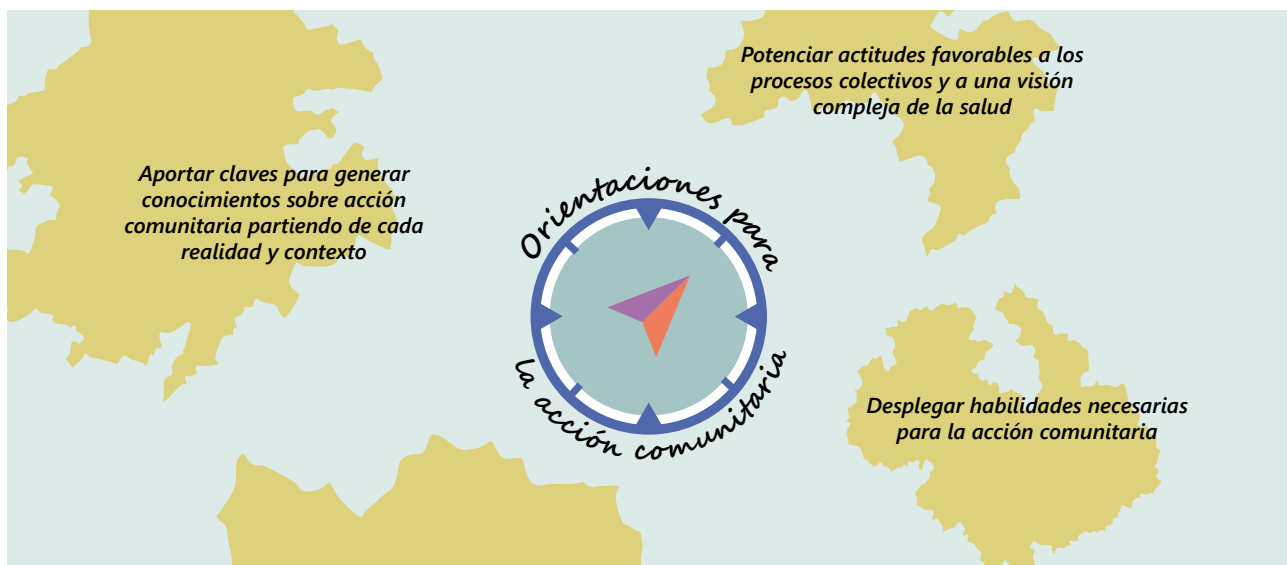 Potenciar actitudes favorables a los
procesos colectivos y a una visión
compleja de la salud
Aportar claves para generar
conocimientos sobre acción
comunitaria partiendo de cada
realidad y contexto
Orientaciones para
la acción comunitaria
Desplegar habilidades necesarias
para la acción comunitaria